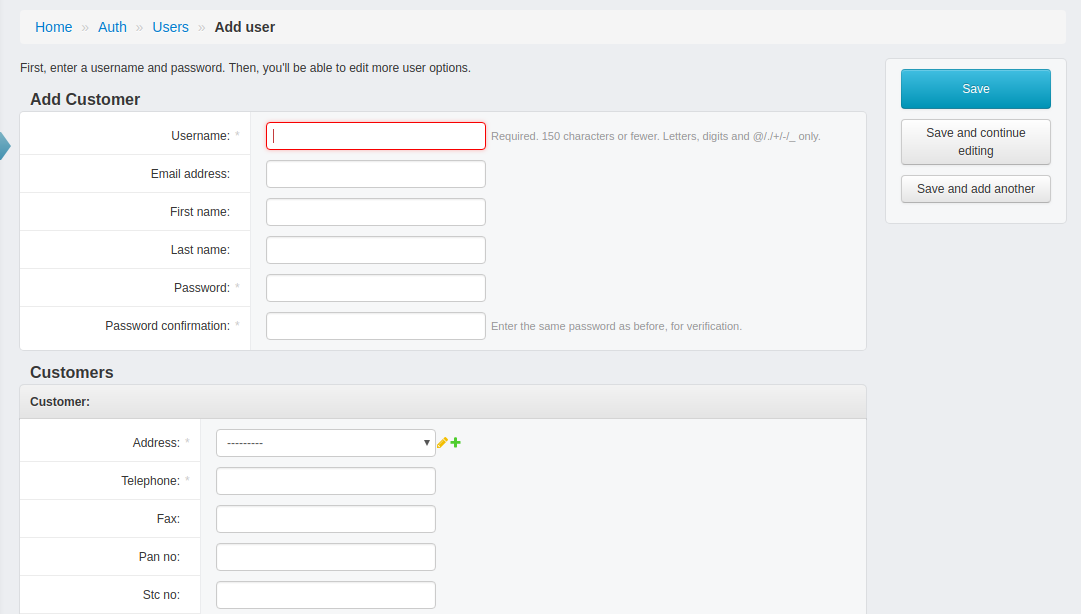 Home » Auth » Users » Add user
First, enter a username and password. Then, you'll be able to edit more user options.
Save
Save and continue
editing
Save and add another
Add Customer
Username: * Required. 150 characters or fewer. Letters, digits and @/./+/-/_ only.
Email address:
First name:
Last name:
Password: *
Password confirmation: * Enter the same password as before, for verification.
Customers
Customer:
Address: * ---------
Telephone: *
Fax:
Pan no:
Stc no: